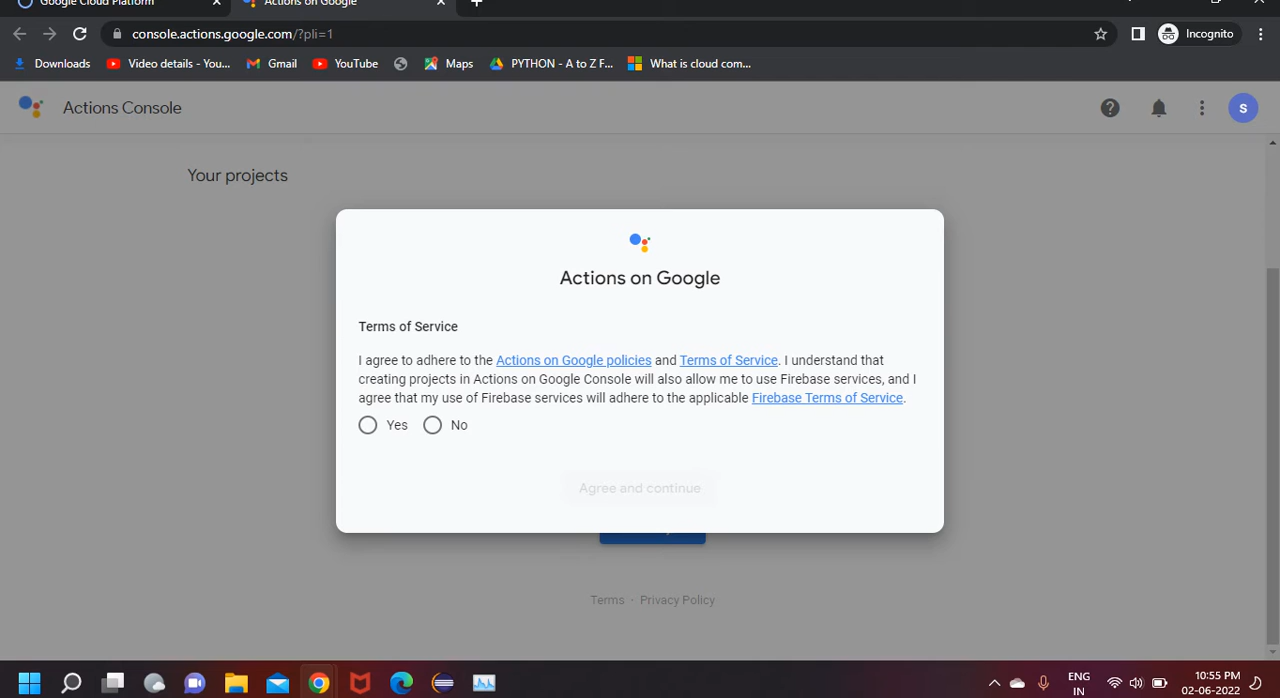 Google Cloud Platform
Actions on Google
console.actions.google.com/?pli=1
Incognito
Downloads
Video details - You...
Gmail
YouTube
Maps
PYTHON - A to Z F...
What is cloud com...
Actions Console
S
Your projects
Actions on Google
Terms of Service
I agree to adhere to the Actions on Google policies and Terms of Service. I understand that
creating projects in Actions on Google Console will also allow me to use Firebase services, and I
agree that my use of Firebase services will adhere to the applicable Firebase Terms of Service.
Yes No
Agree and continue
Terms · Privacy Policy
ENG
IN
10:55 PM
02-06-2022